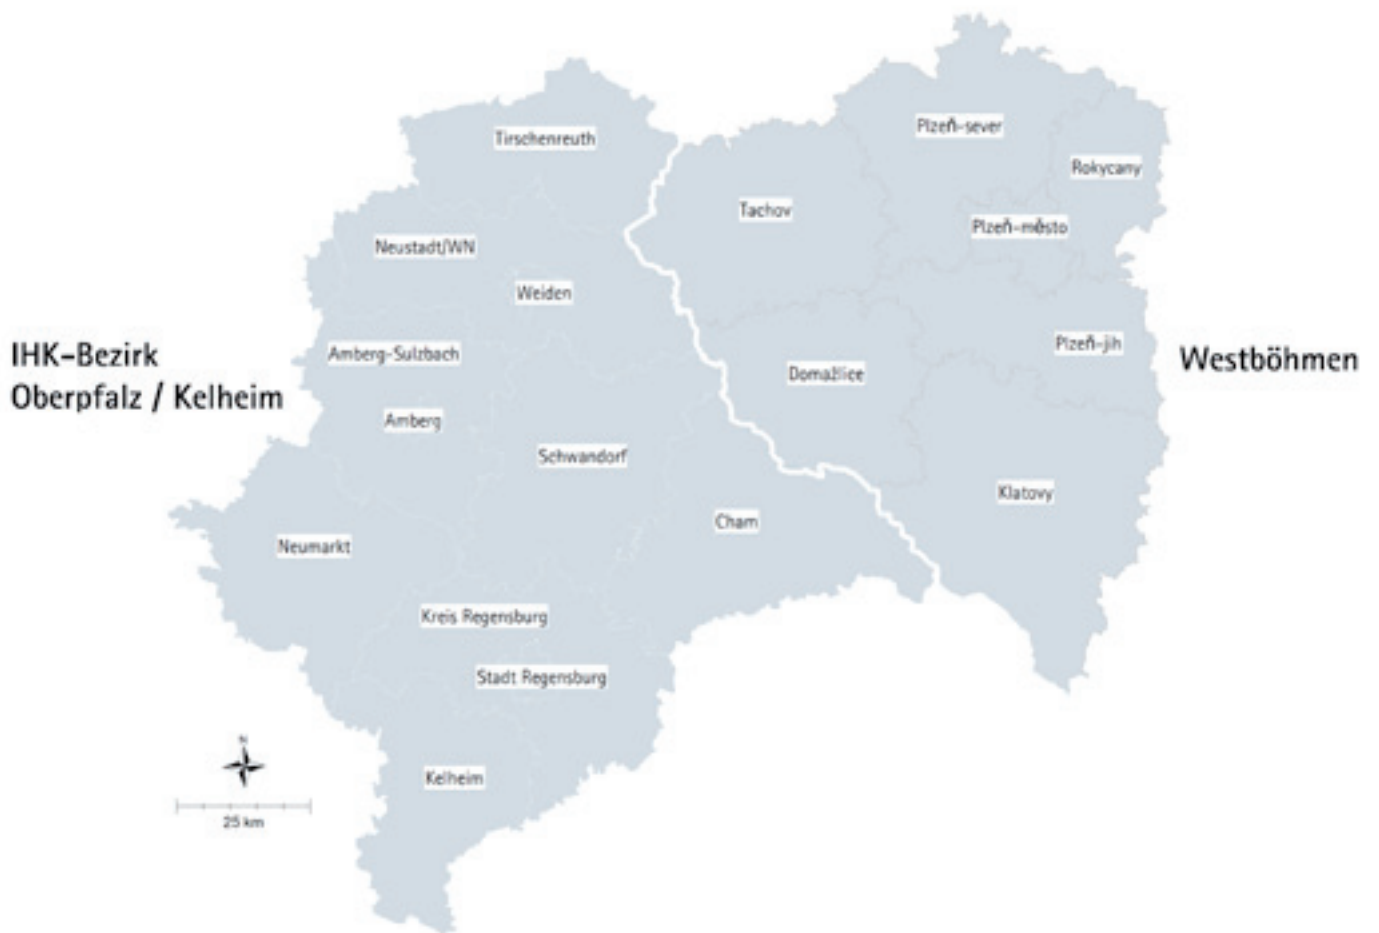 Plzeň-sever
Tirschenreuth
Rokycany
Tachov
Plzeň-město
Neustadt/WN
Weiden
IHK-Bezirk
Oberpfalz / Kelheim
Amberg-Sulzbach
Plzeň-jih
Westböhmen
Domažlice
Amberg
Schwandorf
Klatovy
Cham
Neumarkt
Kreis Regensburg
Stadt Regensburg
N
Kelheim
25 km